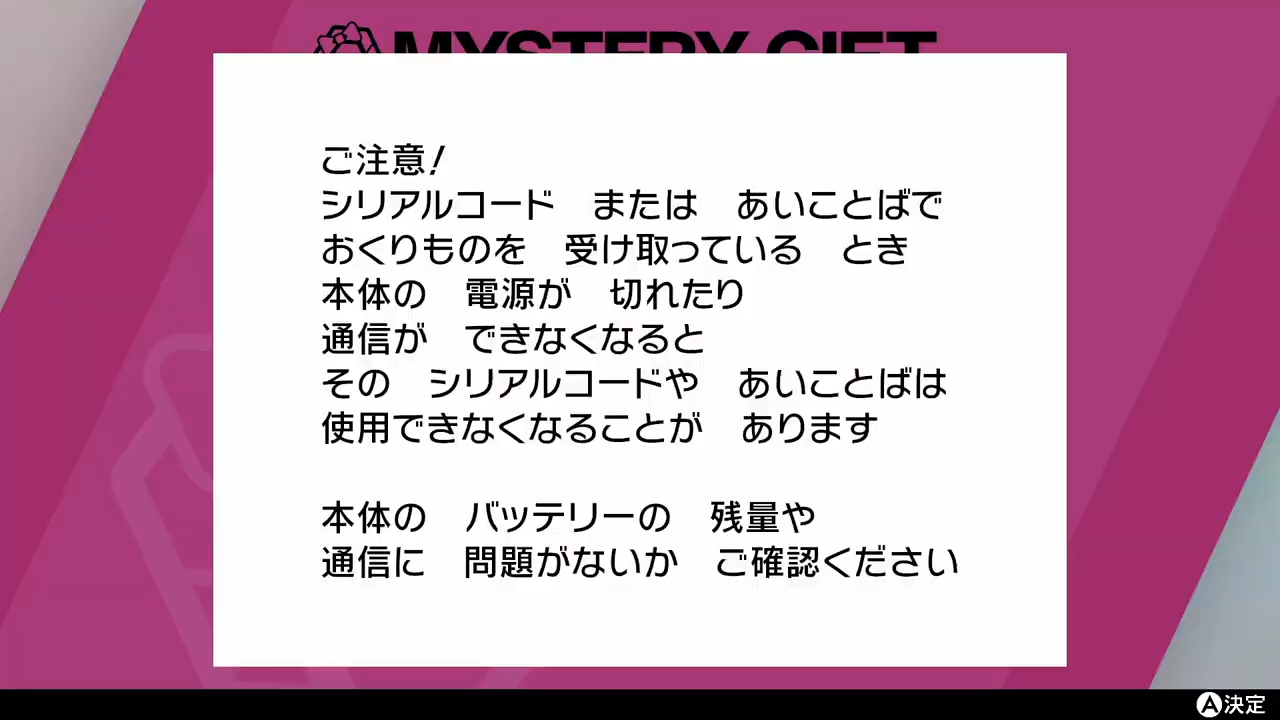 MYSTERY GIFT
ご注意!
シリアルコード　または　あいことばで
おくりものを　受け取っている　とき
本体の　電源が　切れたり
通信が　できなくなると
その　シリアルコードや　あいことばは
使用できなくなることが　あります
本体の　バッテリーの　残量や
通信に　問題がないか　ご確認ください
A決定